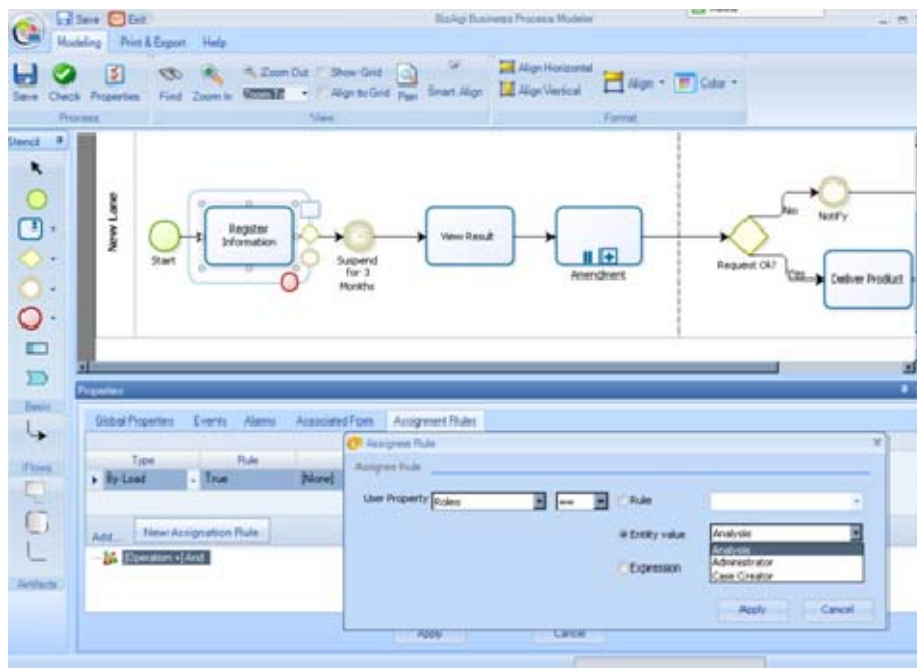 Save Exit
BizAgi Business Process Modeler
Modeling Print & Export Help
Save Check Properties
Process
Find Zoom In
Zoom Out
Zoom To
Show Grid
Align to Grid
Pan
Smart Align
View
Align Horizontal
Align Vertical
Align
Color
Format
Stencil
Basic
Flows
Artifacts
New Lane
Start
Register
Information
Suspend
for 3
Months
View Result
Amendment
Request Ok?
No
Notify
Yes
Deliver Product
Properties
Global Properties Events Alarms Associated Form Assignment Rules
Type Rule
By Load True [None]
Add... New Assignation Rule
And
Assignee Rule
Assignee Rule
User Property Roles == Rule
Entity value Analysis
Analysis
Administrator
Case Creator
Expression
Apply Cancel
Apply Cancel